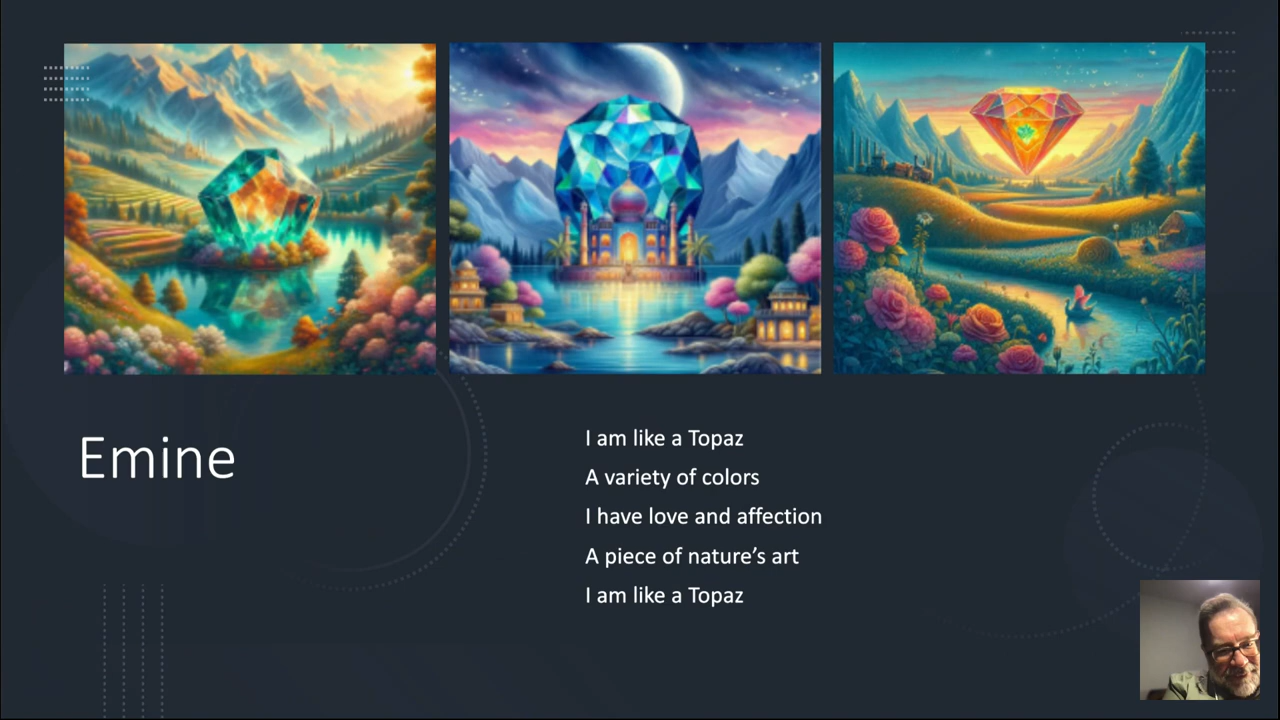 Emine
I am like a Topaz
A variety of colors
I have love and affection
A piece of nature’s art
I am like a Topaz